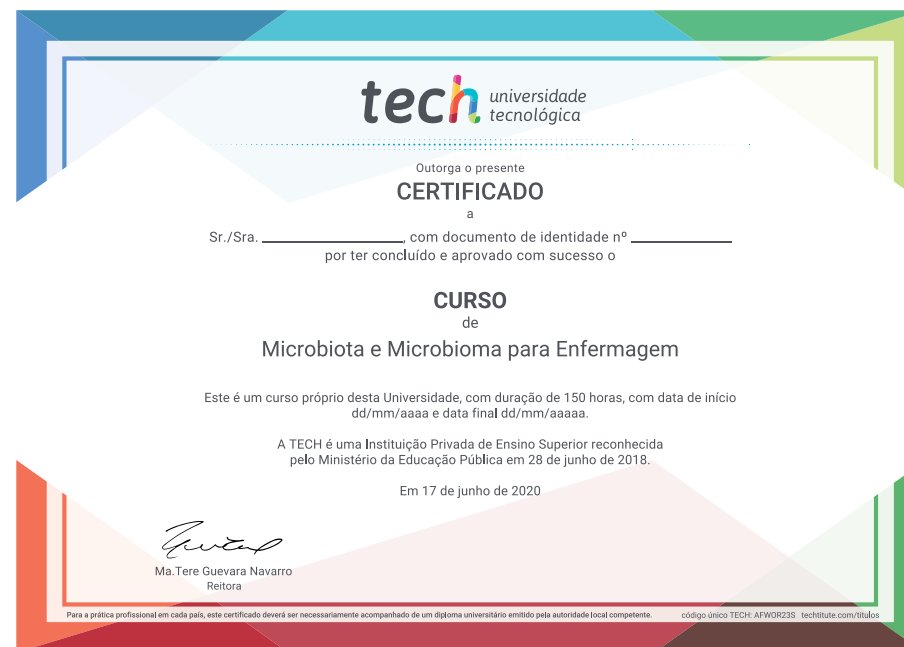 tech universidade
tecnológica
Outorga o presente
CERTIFICADO
a
Sr./Sra. ________________, com documento de identidade nº ____________
por ter concluído e aprovado com sucesso o
CURSO
de
Microbiota e Microbioma para Enfermagem
Este é um curso próprio desta Universidade, com duração de 150 horas, com data de início
dd/mm/aaaa e data final dd/mm/aaaaa.
A TECH é uma Instituição Privada de Ensino Superior reconhecida
pelo Ministério da Educação Pública em 28 de junho de 2018.
Em 17 de junho de 2020
Ma.Tere Guevara Navarro
Reitora
Para a prática profissional em cada país, este certificado deverá ser necessariamente acompanhado de um diploma universitário emitido pela autoridade local competente. código único TECH: AFWOR23S techtitute.com/titulos